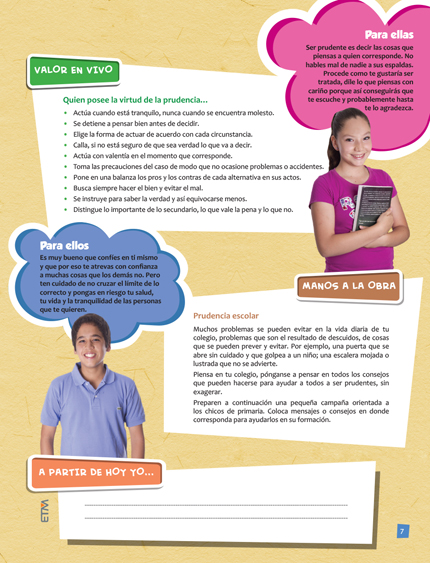 Para ellas
Ser prudente es decir las cosas que
piensas a quien corresponde. No
hables mal de nadie a sus espaldas.
Procede como te gustaría ser
tratada, dile lo que piensas con
cariño porque así conseguirás que
te escuche y probablemente hasta
te lo agradezca.
VALOR EN VIVO
Quien posee la virtud de la prudencia...
• Actúa cuando está tranquilo, nunca cuando se encuentra molesto.
• Se detiene a pensar bien antes de decidir.
• Elige la forma de actuar de acuerdo con cada circunstancia.
• Calla, si no está seguro de que sea verdad lo que va a decir.
• Actúa con valentía en el momento que corresponde.
• Toma las precauciones del caso de modo que no ocasione problemas o accidentes.
• Pone en una balanza los pros y los contras de cada alternativa en sus actos.
• Busca siempre hacer el bien y evitar el mal.
• Se instruye para saber la verdad y así equivocarse menos.
• Distingue lo importante de lo secundario, lo que vale la pena y lo que no.
Para ellos
Es muy bueno que confíes en ti mismo
y que por eso te atrevas con confianza
a muchas cosas que los demás no. Pero
ten cuidado de no cruzar el límite de lo
correcto y pongas en riesgo tu salud,
tu vida y la tranquilidad de las personas
que te quieren.
MANOS A LA OBRA
Prudencia escolar
Muchos problemas se pueden evitar en la vida diaria de tu
colegio, problemas que son el resultado de descuidos, de cosas
que se pueden prever y evitar. Por ejemplo, una puerta que se
abre sin cuidado y que golpea a un niño; una escalera mojada o
lustrada que no se advierte.
Piensa en tu colegio, pónganse a pensar en todos los consejos
que pueden hacerse para ayudar a todos a ser prudentes, sin
exagerar.
Preparen a continuación una pequeña campaña orientada a
los chicos de primaria. Coloca mensajes o consejos en donde
corresponda para ayudarlos en su formación.
A PARTIR DE HOY YO...
7